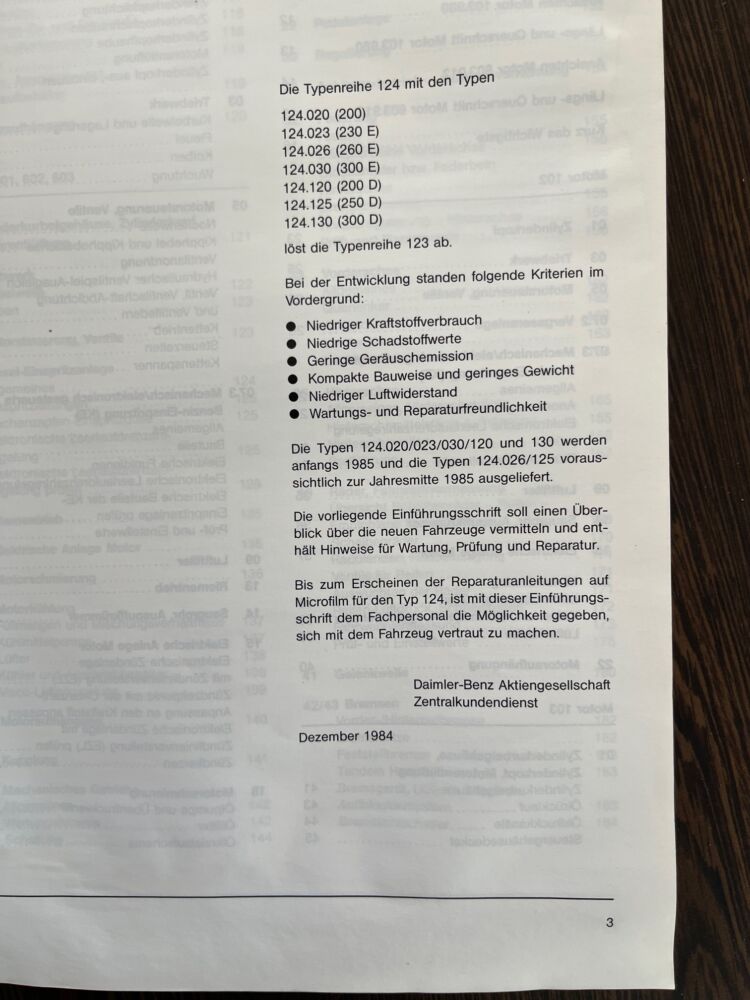 Die Typenreihe 124 mit den Typen
124.020 (200)
124.023 (230 E)
124.026 (260 E)
124.030 (300 E)
124.120 (200 D)
124.125 (250 D)
124.130 (300 D)
löst die Typenreihe 123 ab.
Bei der Entwicklung standen folgende Kriterien im
Vordergrund:
● Niedriger Kraftstoffverbrauch
● Niedrige Schadstoffwerte
● Geringe Geräuschemission
● Kompakte Bauweise und geringes Gewicht
● Niedriger Luftwiderstand
● Wartungs- und Reparaturfreundlichkeit
Die Typen 124.020/023/030/120 und 130 werden
anfangs 1985 und die Typen 124.026/125 voraus-
sichtlich zur Jahresmitte 1985 ausgeliefert.
Die vorliegende Einführungsschrift soll einen Über-
blick über die neuen Fahrzeuge vermitteln und ent-
hält Hinweise für Wartung, Prüfung und Reparatur.
Bis zum Erscheinen der Reparaturanleitungen auf
Microfilm für den Typ 124, ist mit dieser Einführungs-
schrift dem Fachpersonal die Möglichkeit gegeben,
sich mit dem Fahrzeug vertraut zu machen.
Daimler-Benz Aktiengesellschaft
Zentralkundendienst
Dezember 1984
3